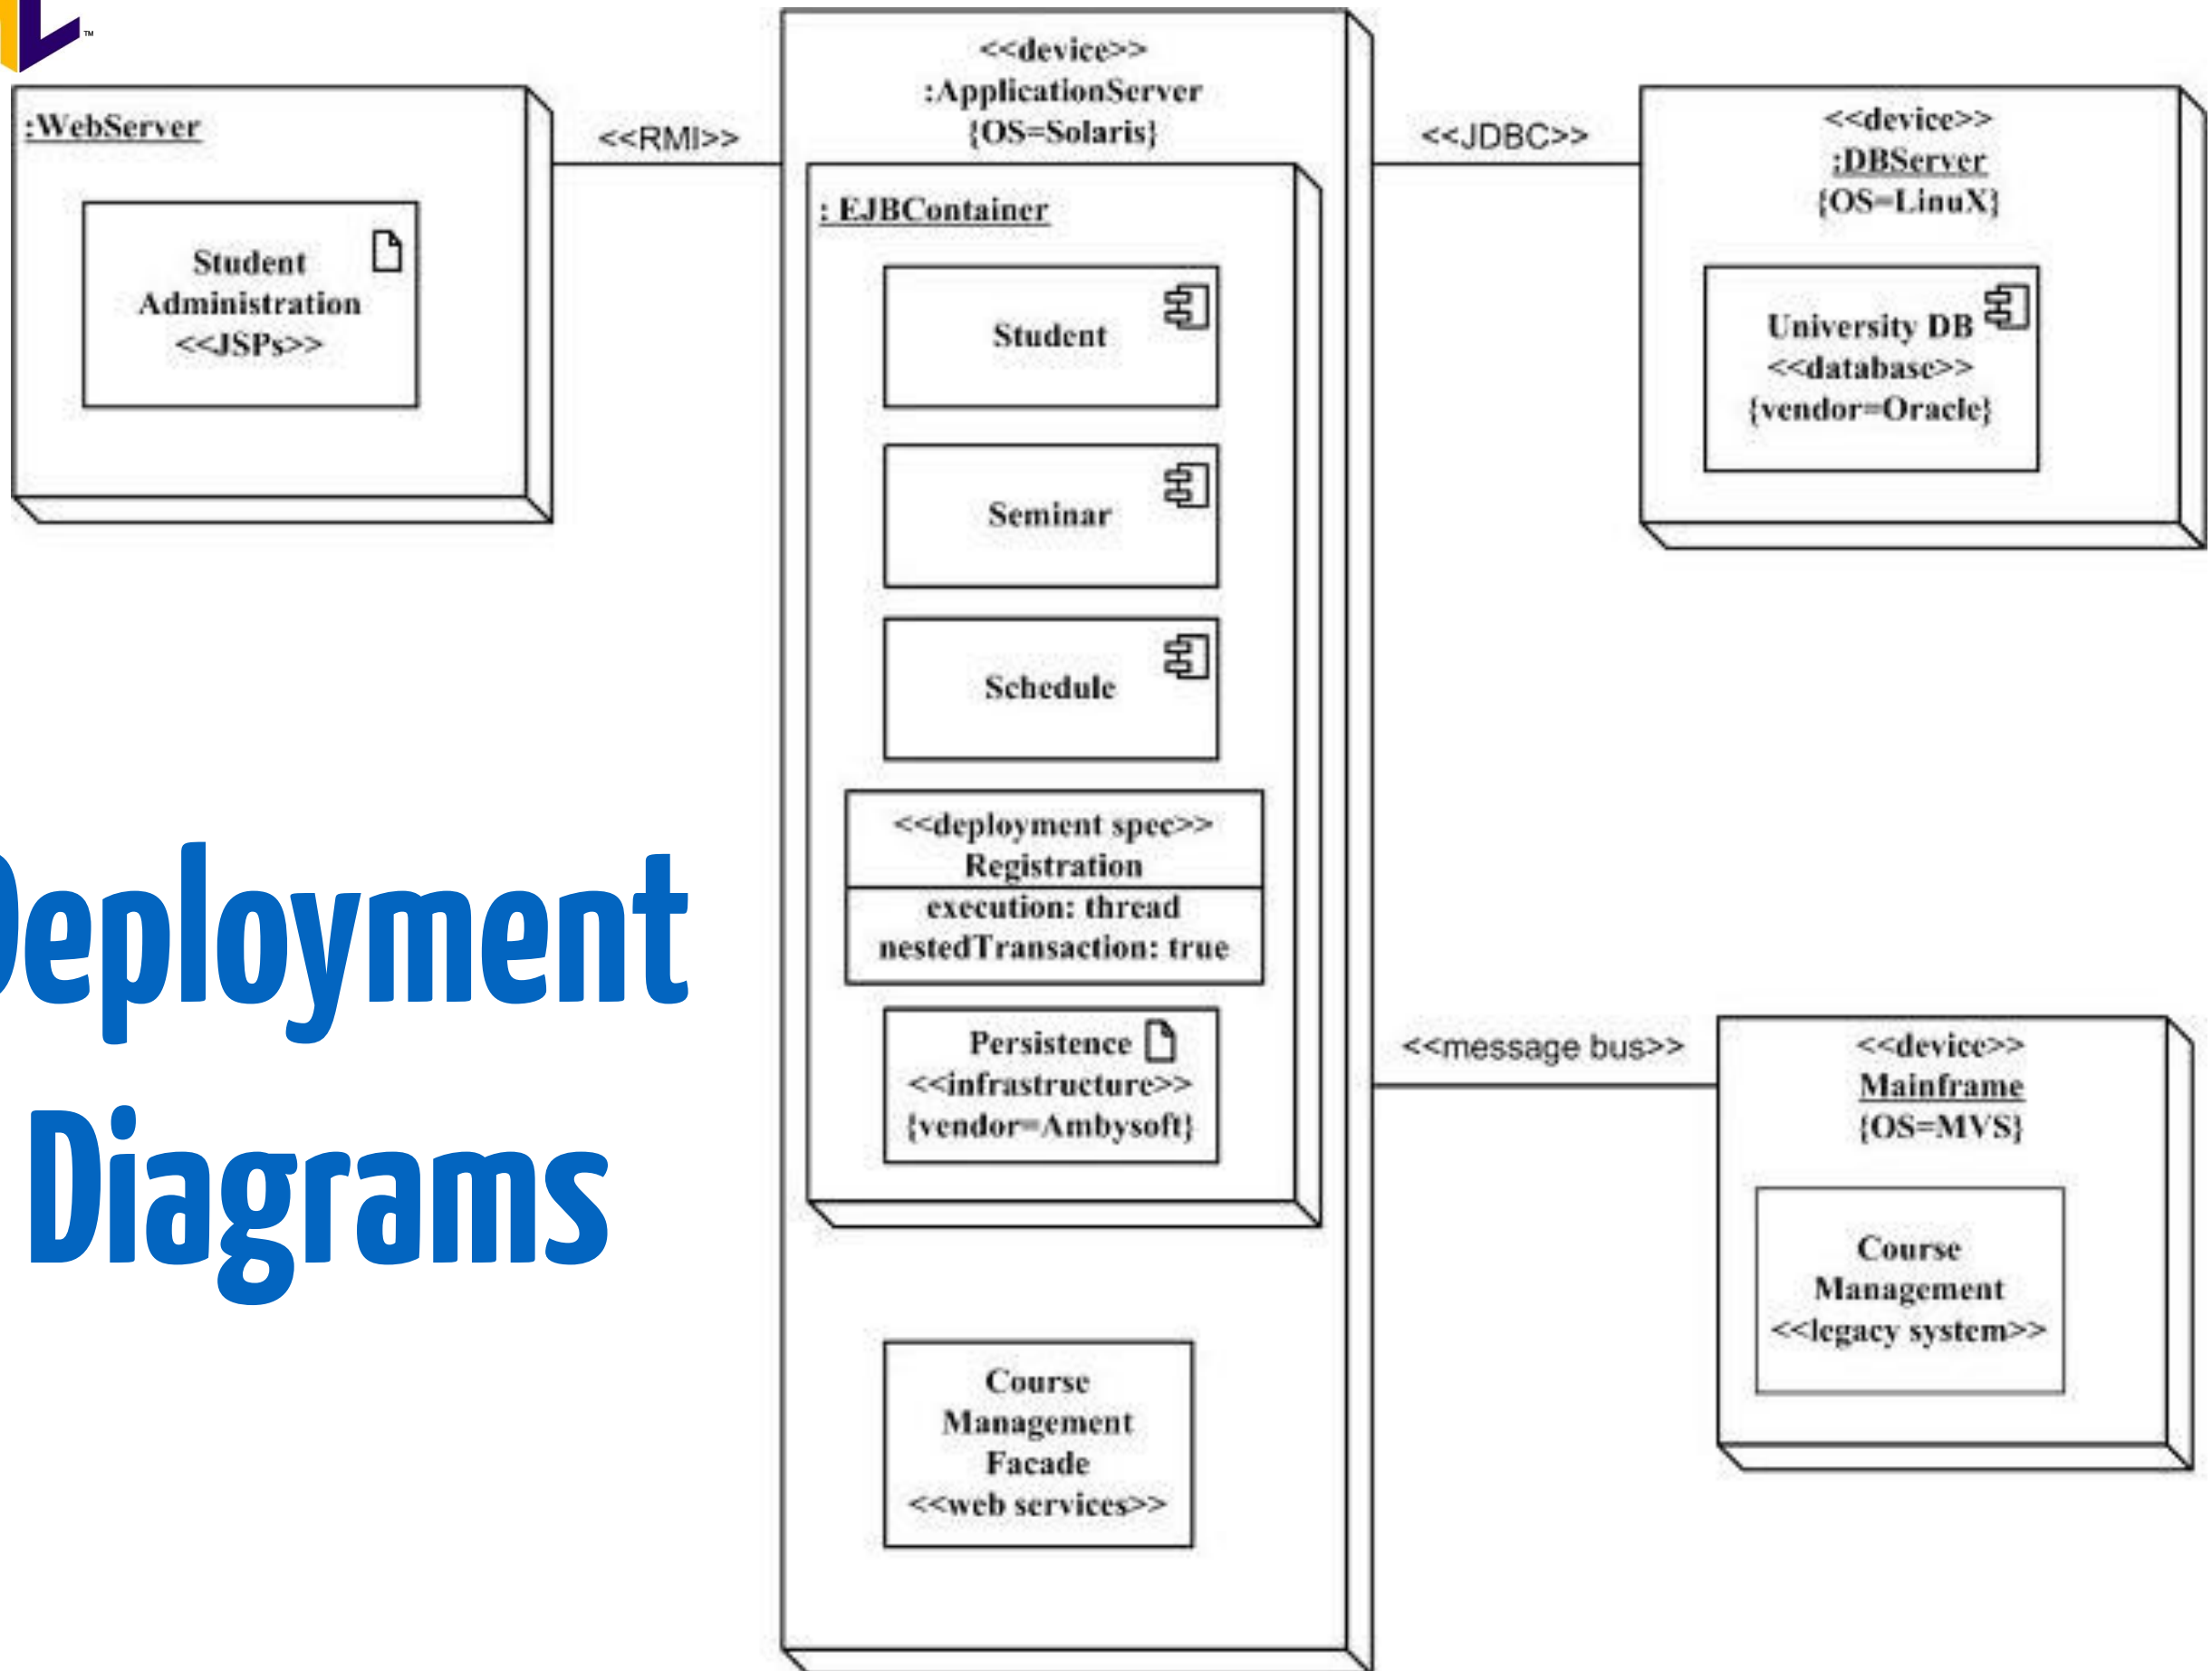 ™
:WebServer
Student
Administration
<<JSPs>>
<<RMI>>
<<device>>
:ApplicationServer
{OS=Solaris}
: EJBContainer
Student
Seminar
Schedule
<<deployment spec>>
Registration
execution: thread
nestedTransaction: true
Persistence
<<infrastructure>>
{vendor=Ambysoft}
Course
Management
Facade
<<web services>>
<<JDBC>>
<<device>>
:DBServer
{OS=LinuX}
University DB
<<database>>
{vendor=Oracle}
<<message bus>>
<<device>>
Mainframe
{OS=MVS}
Course
Management
<<legacy system>>
Deployment
Diagrams